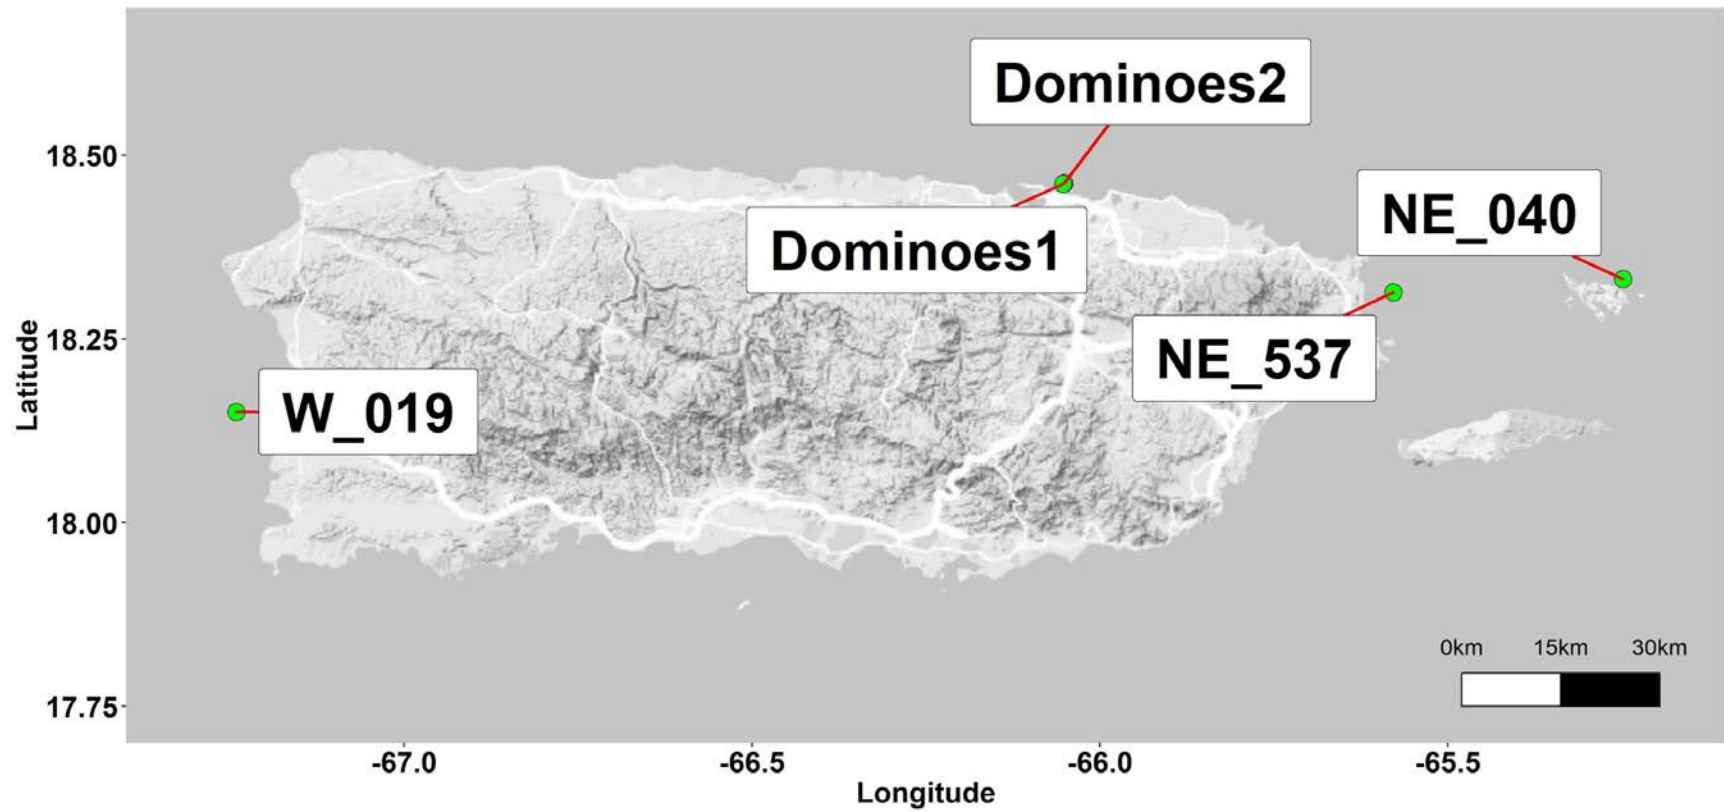 Dominoes2
18.50
NE_040
Dominoes1
18.25
NE_537
Latitude
W_019
18.00
0km 15km 30km
17.75
-67.0 -66.5 -66.0 -65.5
Longitude